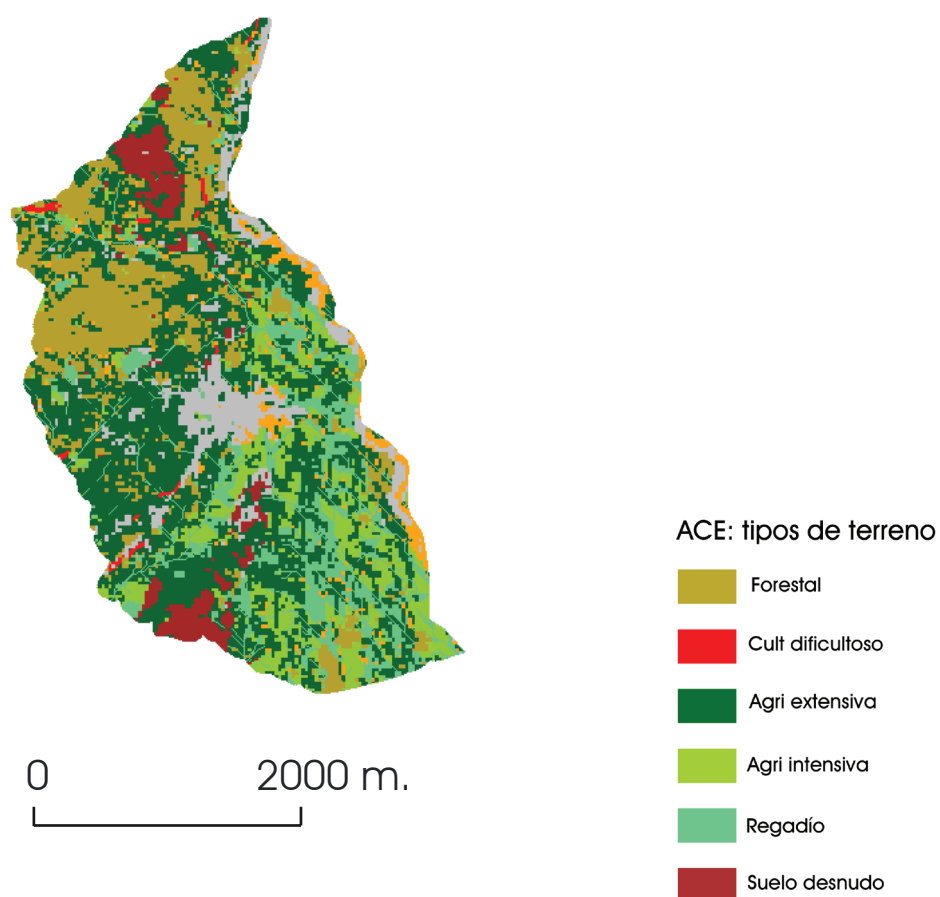 ACE: tipos de terreno
Forestal
Cult dificultoso
Agri extensiva
Agri intensiva
Regadío
Suelo desnudo
0 2000 m.